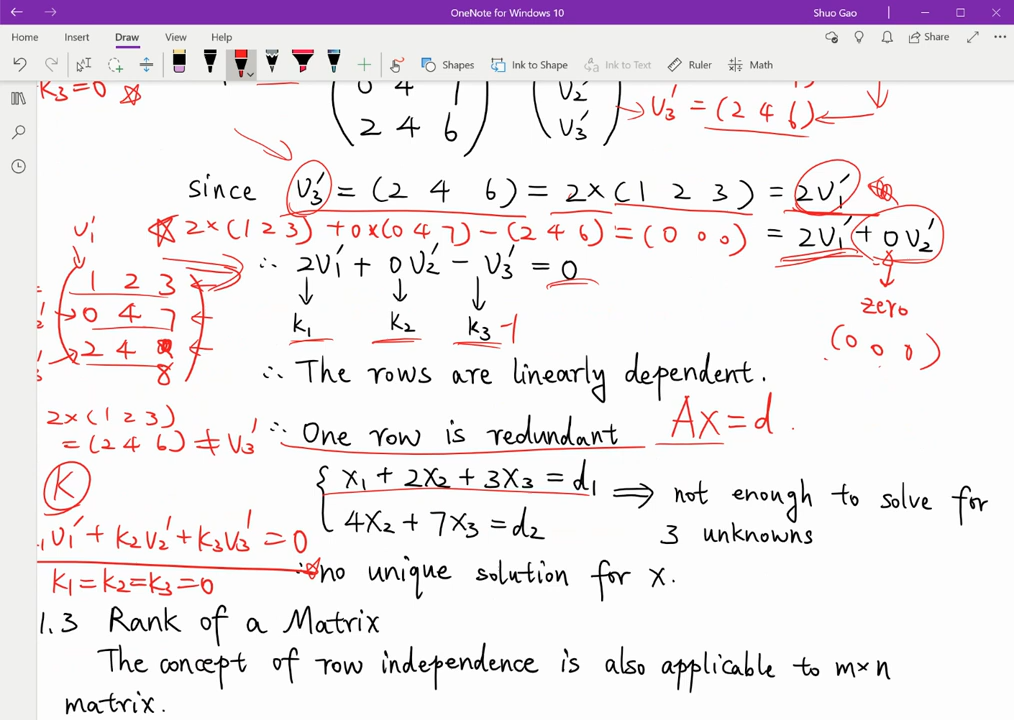 OneNote for Windows 10
Shuo Gao
Home Insert Draw View Help
Share
Shapes Ink to Shape Ink to Text Ruler Math
K3=0
0 4 7
V2'
2 4 6
V3'
V3' = (2 4 6)
since V3' = (2 4 6) = 2×(1 2 3) = 2V1'
2×(1 2 3) + 0×(0 4 7) - (2 4 6) = (0 0 0) = 2V1' + 0V2'
V1'
∴ 2V1' + 0V2' - V3' = 0
1 2 3
0 4 7
2 4
8
k1 k2 k3 -1
zero
(0 0 0)
∴ The rows are linearly dependent.
2×(1 2 3)
= (2 4 6) ≠ V3'
∴ One row is redundant Ax = d
x1 + 2x2 + 3x3 = d1 ⟹ not enough to solve for
4x2 + 7x3 = d2 3 unknowns
K
V1' + K2V2' + K3V3' = 0
K1=K2=K3=0
∴ no unique solution for x.
1.3 Rank of a Matrix
The concept of row independence is also applicable to m×n
matrix.